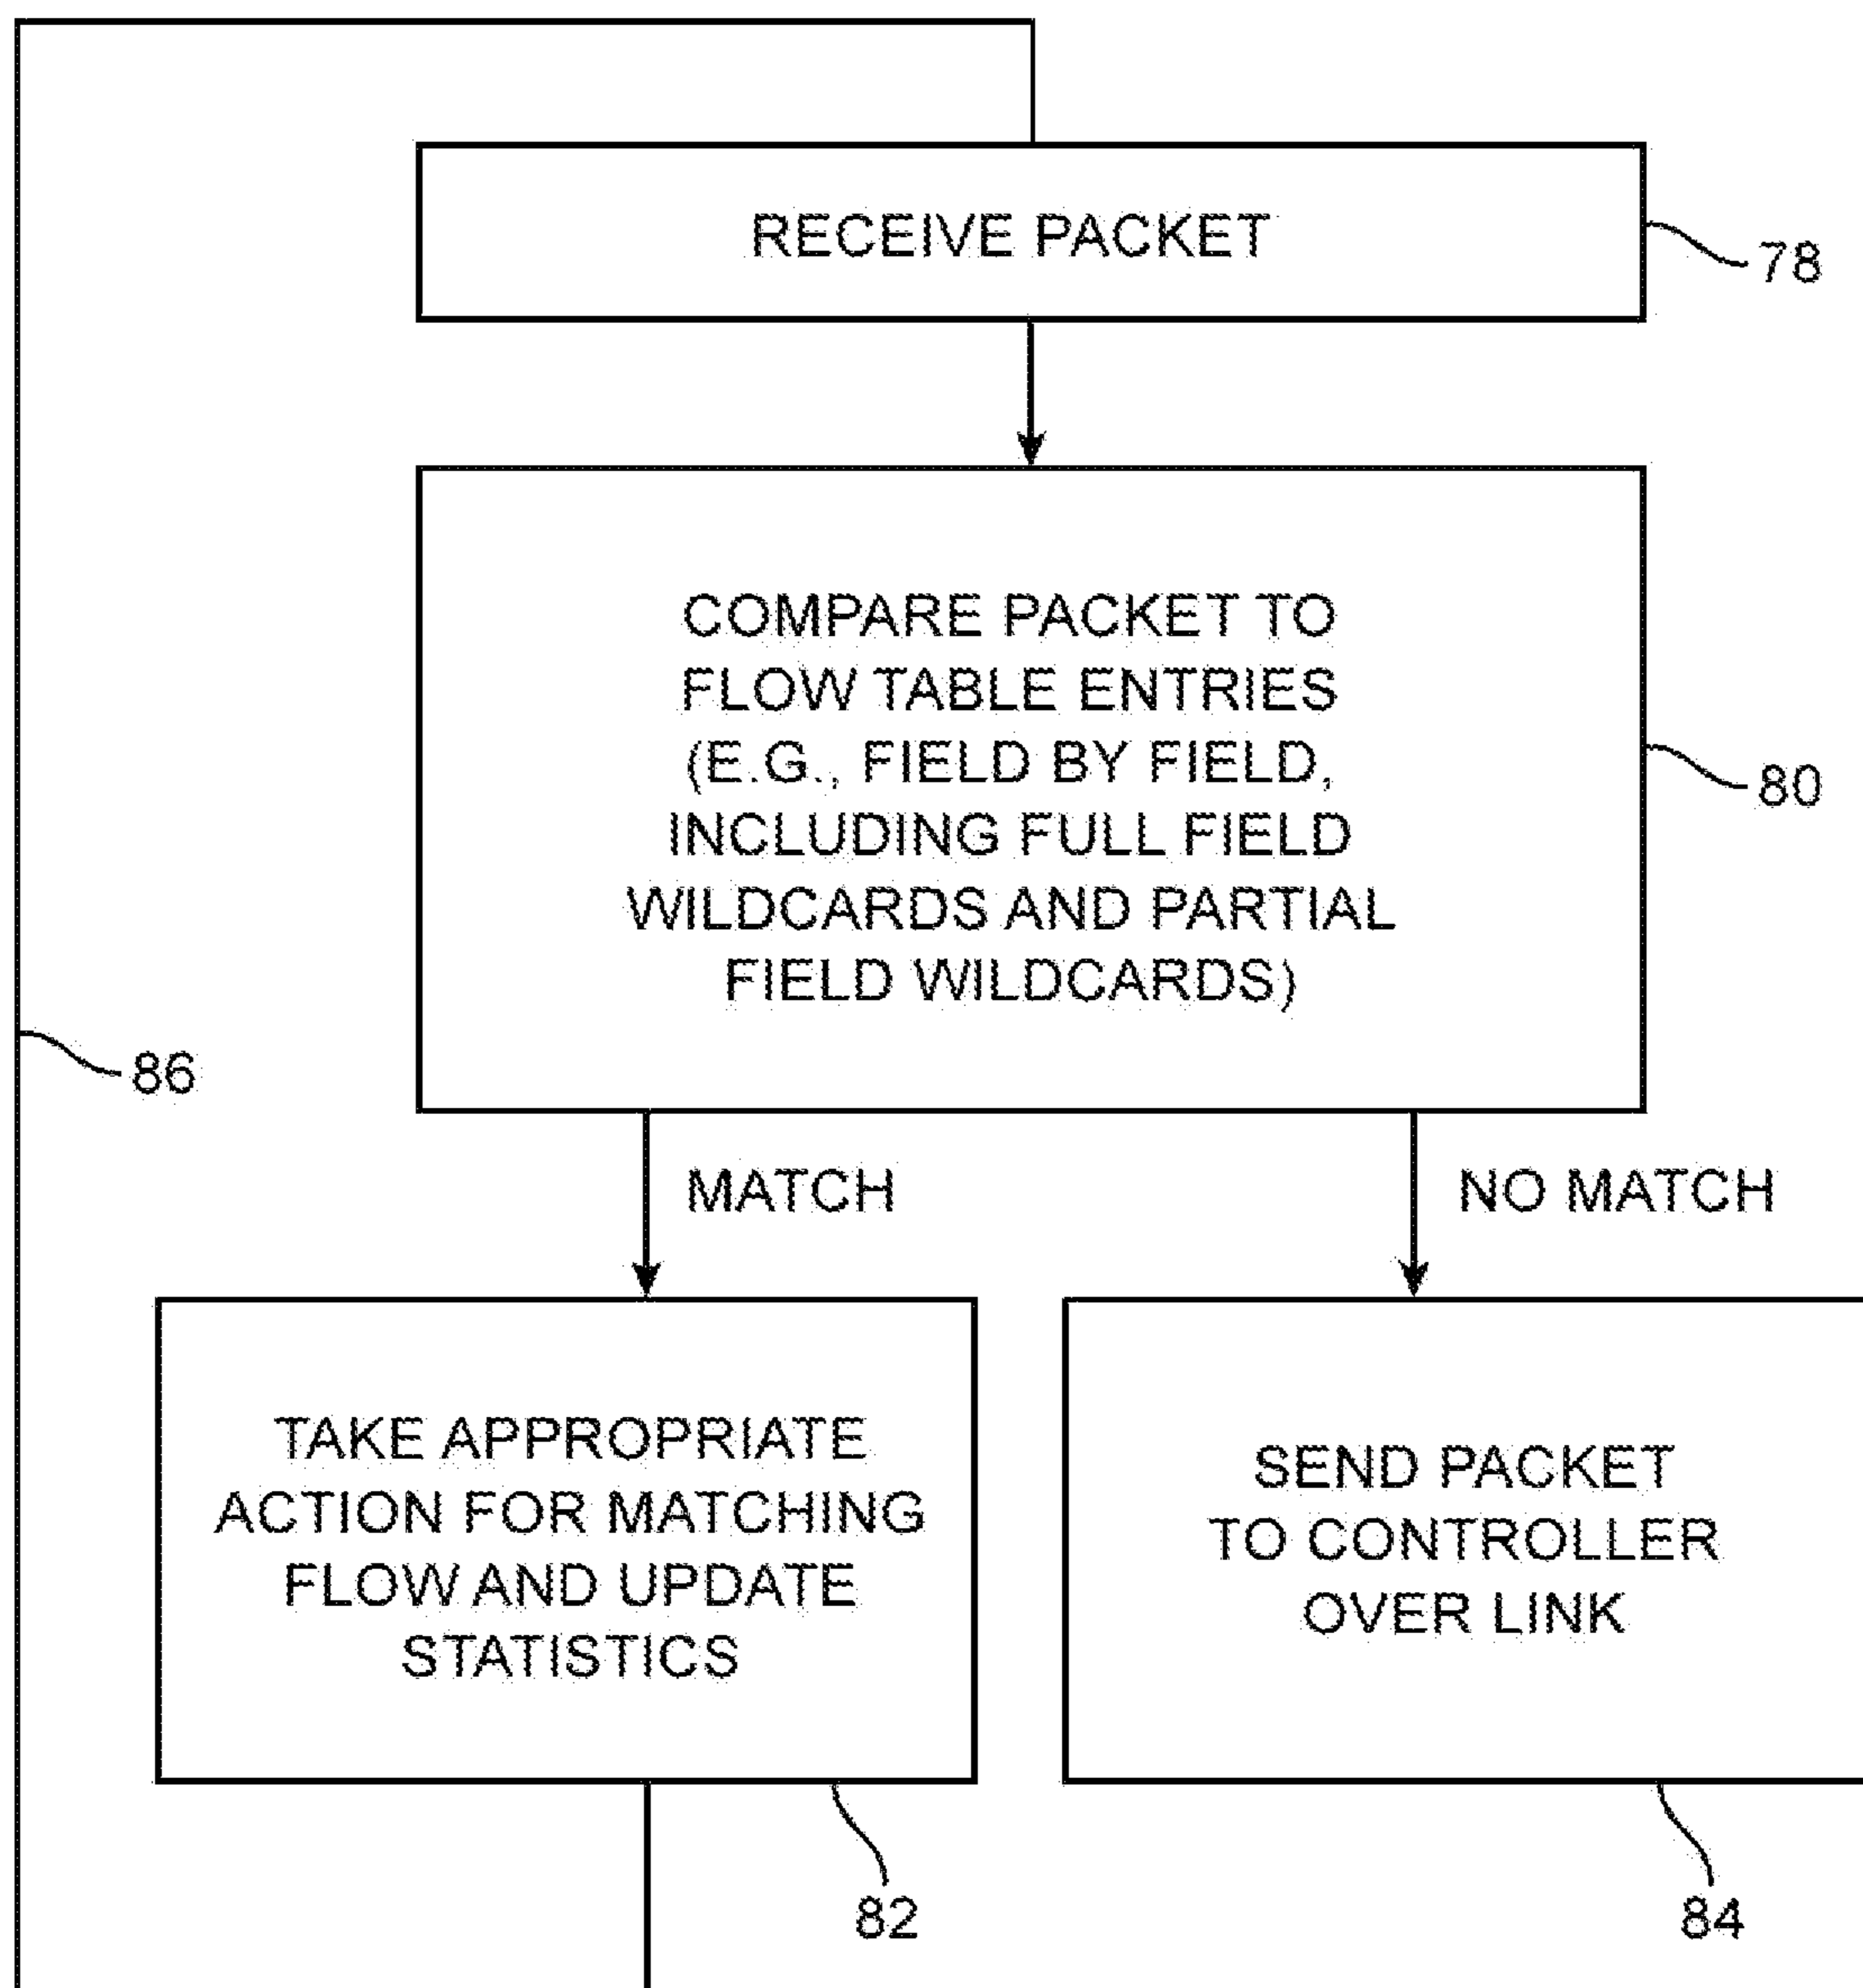 RECEIVE PACKET
78
COMPARE PACKET TO
FLOW TABLE ENTRIES
(E.G., FIELD BY FIELD,
INCLUDING FULL FIELD
WILDCARDS AND PARTIAL
FIELD WILDCARDS)
80
86
MATCH
NO MATCH
TAKE APPROPRIATE
ACTION FOR MATCHING
FLOW AND UPDATE
STATISTICS
SEND PACKET
TO CONTROLLER
OVER LINK
82
84